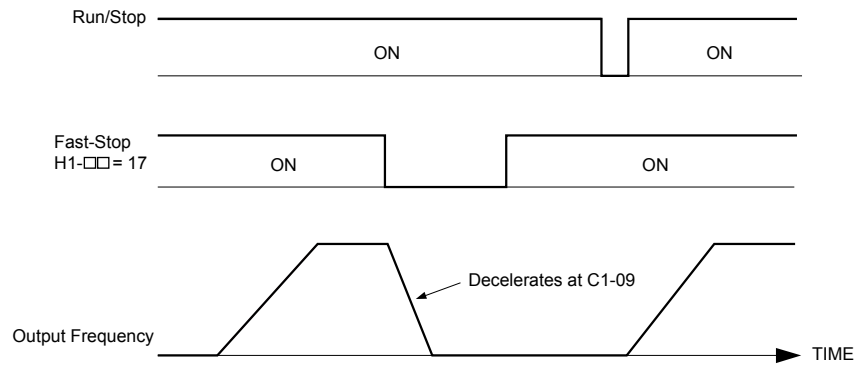 Run/Stop
ON
ON
Fast-Stop
H1-□□= 17
ON
ON
Decelerates at C1-09
Output Frequency
TIME